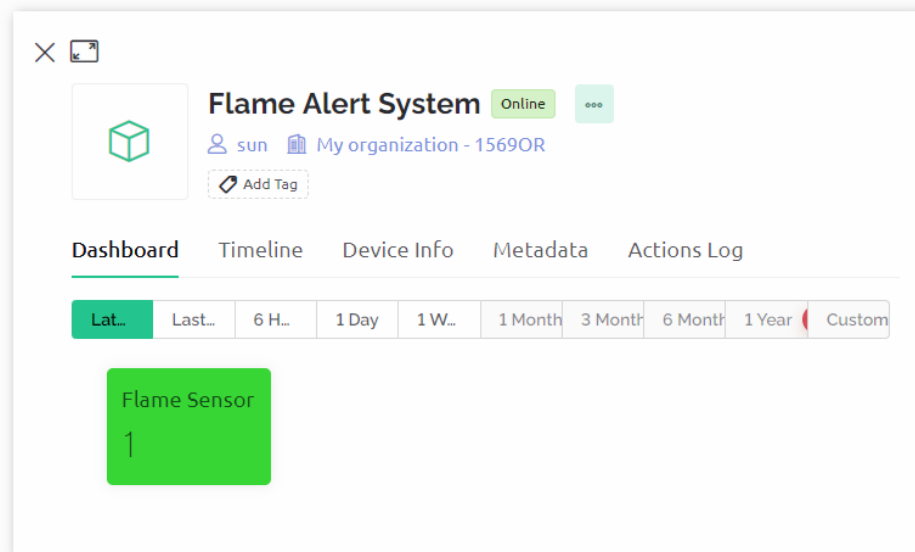 Flame Alert System Online
sun My organization - 1569OR
Add Tag
Dashboard Timeline Device Info Metadata Actions Log
Lat... Last... 6 H... 1 Day 1 W... 1 Month 3 Month 6 Month 1 Year Custom
Flame Sensor
1